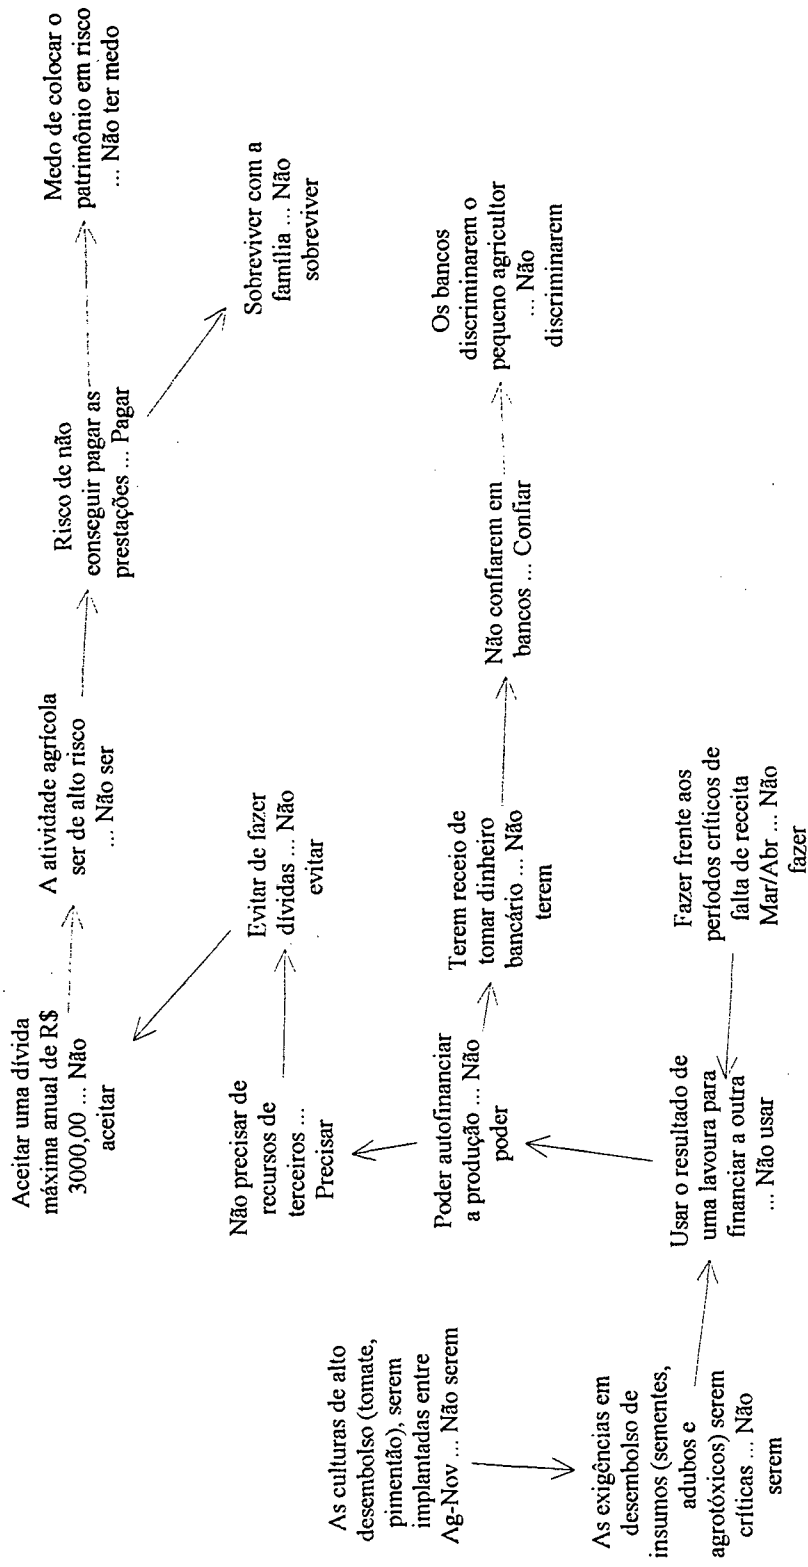 Aceitar uma dívida
máxima anual de R$
3000,00 ... Não
aceitar
A atividade agrícola
ser de alto risco
... Não ser
Risco de não
conseguir pagar as
prestações ... Pagar
Medo de colocar o
patrimônio em risco
... Não ter medo
Não precisar de
recursos de
terceiros ...
Precisar
Evitar de fazer
dívidas ... Não
evitar
Sobreviver com a
família ... Não
sobreviver
As culturas de alto
desembolso (tomate,
pimentão), serem
implantadas entre
Ag-Nov ... Não serem
Poder autofinanciar
a produção ... Não
poder
Terem receio de
tomar dinheiro
bancário ... Não
terem
Não confiarem em
bancos ... Confiar
Os bancos
discriminarem o
pequeno agricultor
... Não
discriminarem
As exigências em
desembolso de
insumos (sementes,
adubos e
agrotóxicos) serem
críticas ... Não
serem
Usar o resultado de
uma lavoura para
financiar a outra
... Não usar
Fazer frente aos
períodos críticos de
falta de receita
Mar/Abr ... Não
fazer